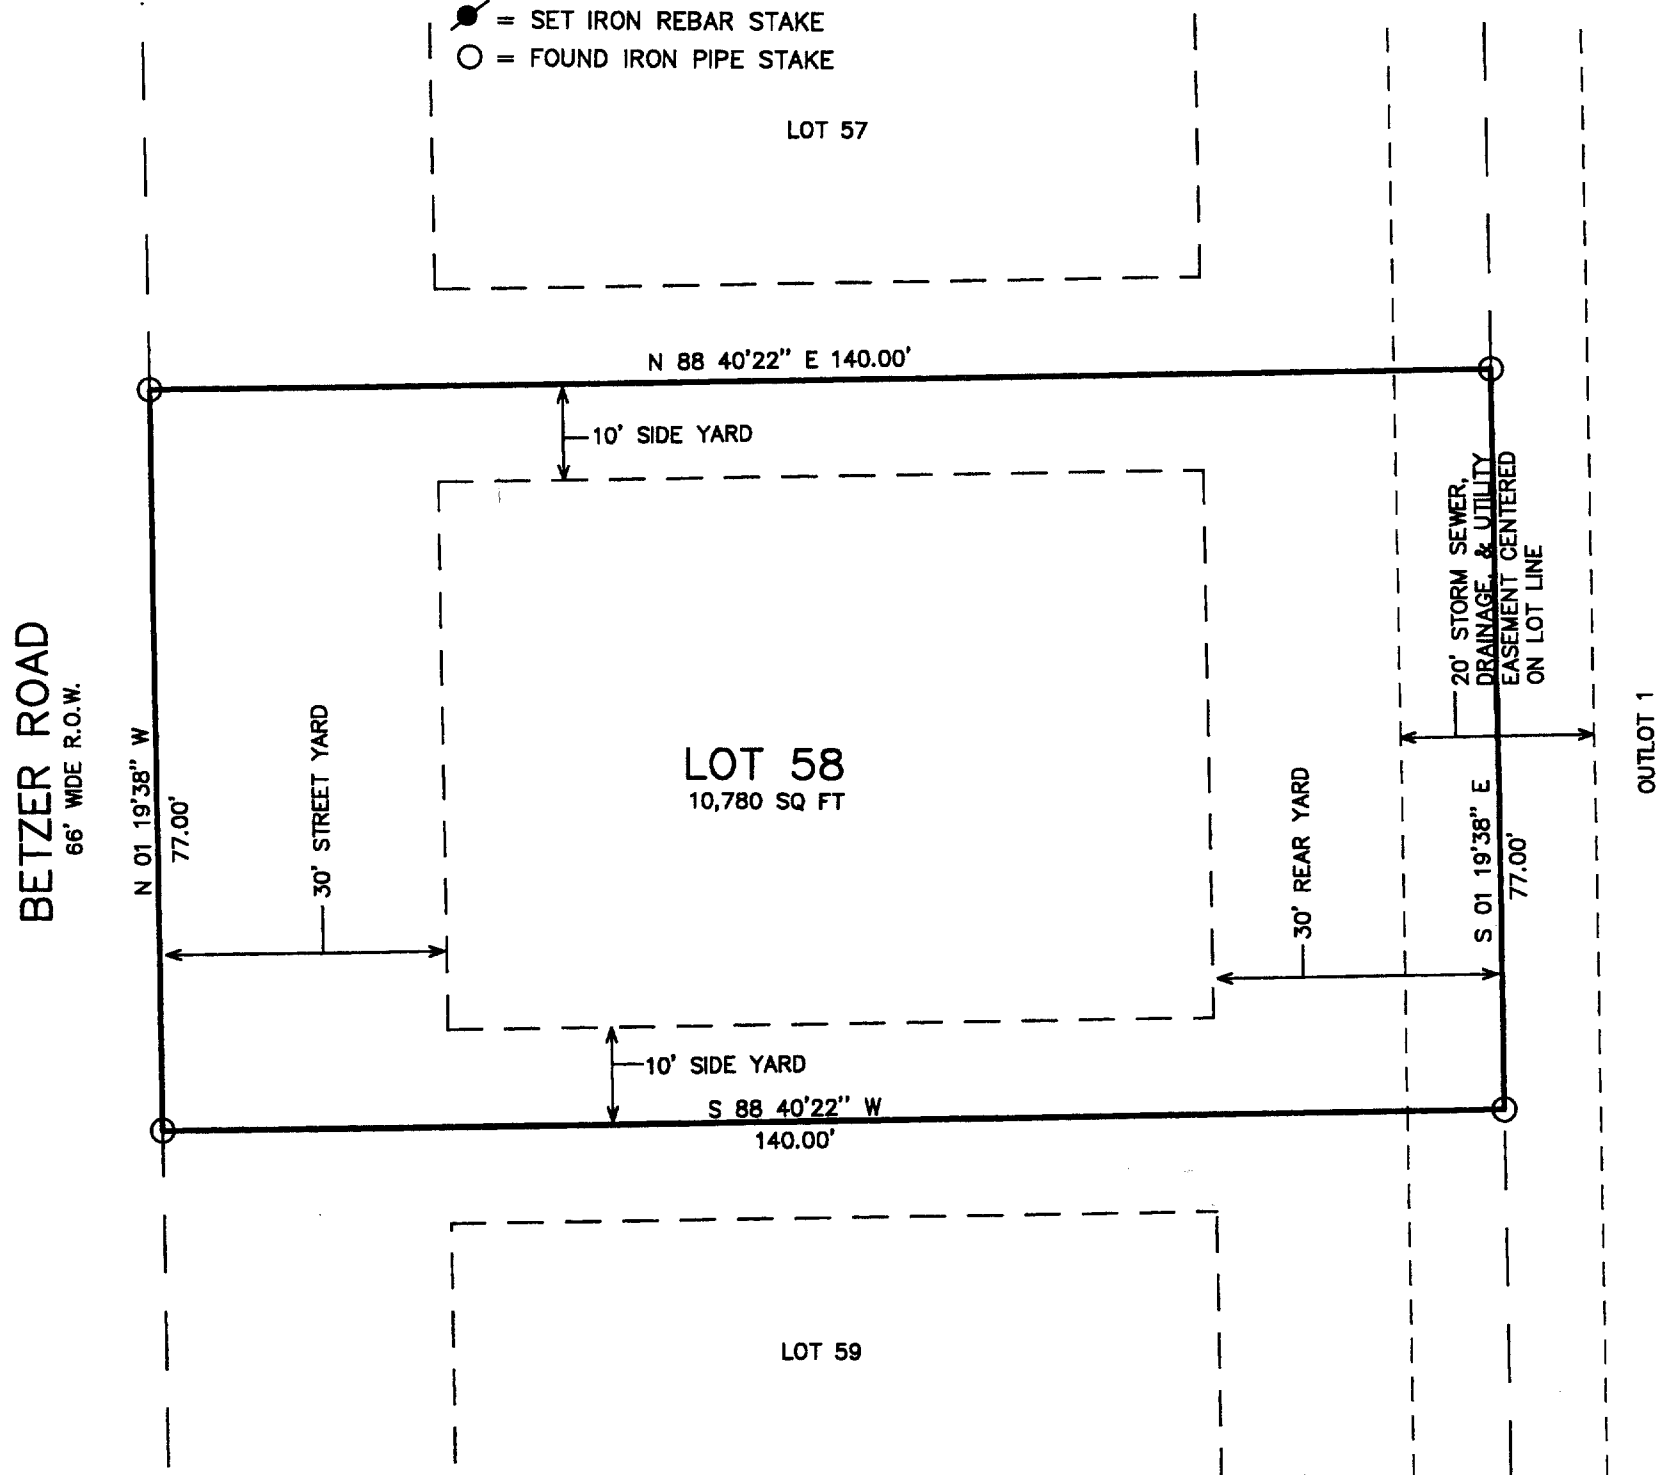 = SET IRON REBAR STAKE
= FOUND IRON PIPE STAKE
LOT 57
N 88 40'22" E 140.00'
10' SIDE YARD
20' STORM SEWER,
DRAINAGE, & UTILITY
EASEMENT CENTERED
ON LOT LINE
BETZER ROAD
66' WIDE R.O.W.
N 01 19'38" W
77.00'
30' STREET YARD
LOT 58
10,780 SQ FT
30' REAR YARD
S 01 19'38" E
77.00'
OUTLOT 1
10' SIDE YARD
S 88 40'22" W
140.00'
LOT 59